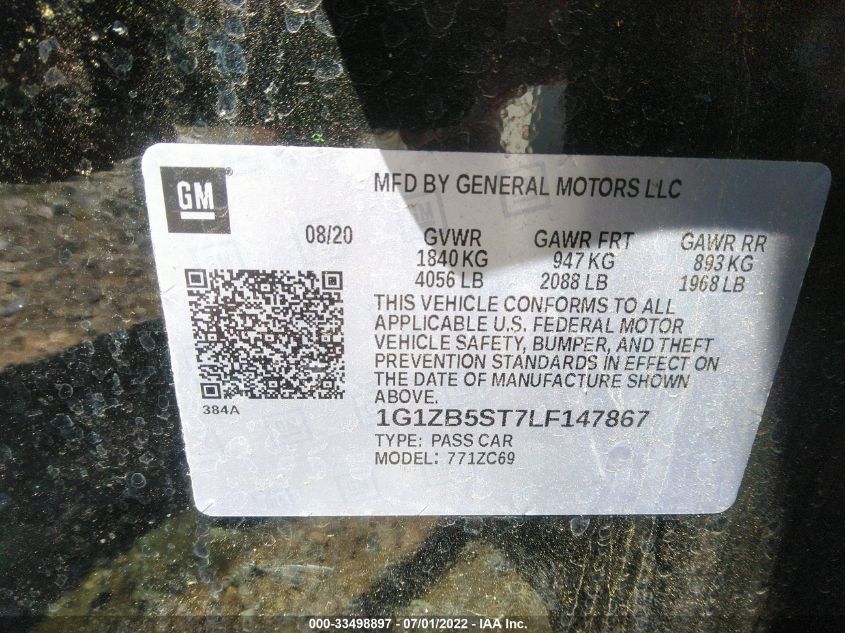 GM
MFD BY GENERAL MOTORS LLC
08/20 GVWR GAWR FRT GAWR RR
1840 KG 947 KG 893 KG
4056 LB 2088 LB 1968 LB
THIS VEHICLE CONFORMS TO ALL
APPLICABLE U.S. FEDERAL MOTOR
VEHICLE SAFETY, BUMPER, AND THEFT
PREVENTION STANDARDS IN EFFECT ON
THE DATE OF MANUFACTURE SHOWN
ABOVE.
384A
1G1ZB5ST7LF147867
TYPE: PASS CAR
MODEL: 771ZC69
000-33498897 - 07/01/2022 - IAA Inc.